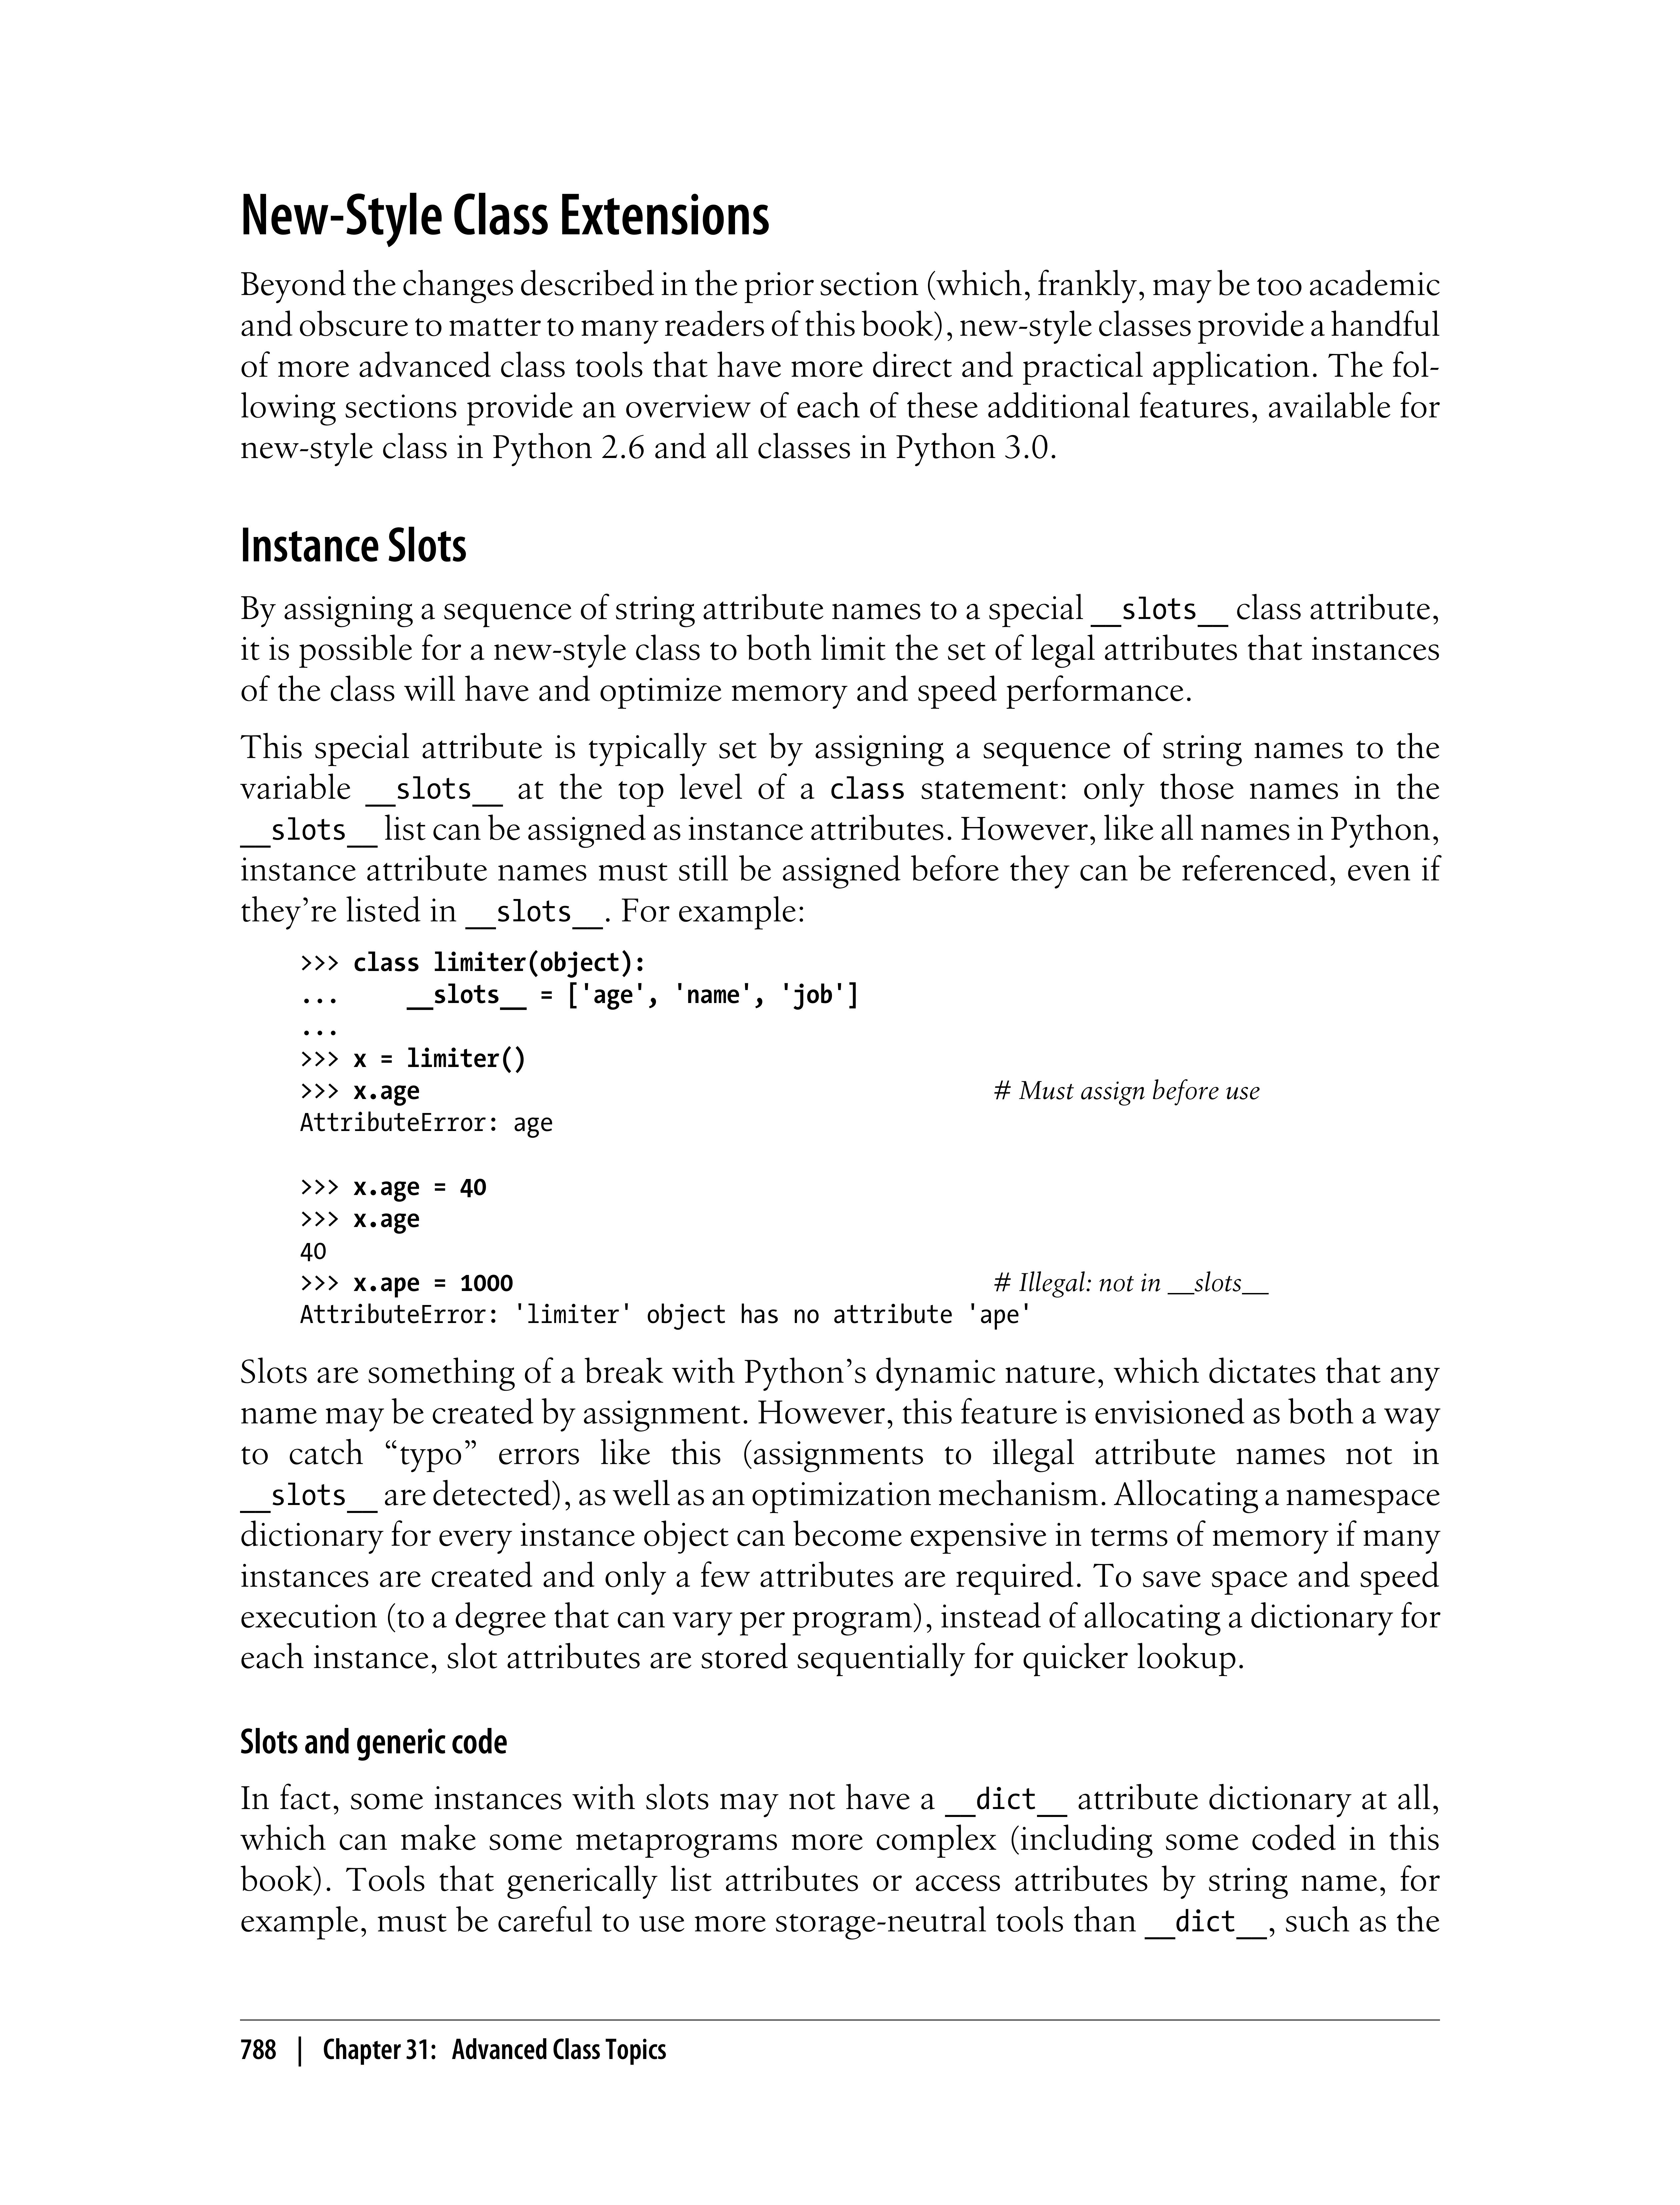 New-Style Class Extensions
Beyond the changes described in the prior section (which, frankly, may be too academic
and obscure to matter to many readers of this book), new-style classes provide a handful
of more advanced class tools that have more direct and practical application. The fol-
lowing sections provide an overview of each of these additional features, available for
new-style class in Python 2.6 and all classes in Python 3.0.
Instance Slots
By assigning a sequence of string attribute names to a special __slots__ class attribute,
it is possible for a new-style class to both limit the set of legal attributes that instances
of the class will have and optimize memory and speed performance.
This special attribute is typically set by assigning a sequence of string names to the
variable __slots__ at the top level of a class statement: only those names in the
__slots__ list can be assigned as instance attributes. However, like all names in Python,
instance attribute names must still be assigned before they can be referenced, even if
they’re listed in __slots__. For example:
>>> class limiter(object):
...     __slots__ = ['age', 'name', 'job']
...
>>> x = limiter()
>>> x.age                                           # Must assign before use
AttributeError: age
>>> x.age = 40
>>> x.age
40
>>> x.ape = 1000                                    # Illegal: not in __slots__
AttributeError: 'limiter' object has no attribute 'ape'
Slots are something of a break with Python’s dynamic nature, which dictates that any
name may be created by assignment. However, this feature is envisioned as both a way
to catch “typo” errors like this (assignments to illegal attribute names not in
__slots__ are detected), as well as an optimization mechanism. Allocating a namespace
dictionary for every instance object can become expensive in terms of memory if many
instances are created and only a few attributes are required. To save space and speed
execution (to a degree that can vary per program), instead of allocating a dictionary for
each instance, slot attributes are stored sequentially for quicker lookup.
Slots and generic code
In fact, some instances with slots may not have a __dict__ attribute dictionary at all,
which can make some metaprograms more complex (including some coded in this
book). Tools that generically list attributes or access attributes by string name, for
example, must be careful to use more storage-neutral tools than __dict__, such as the
788 | Chapter 31: Advanced Class Topics